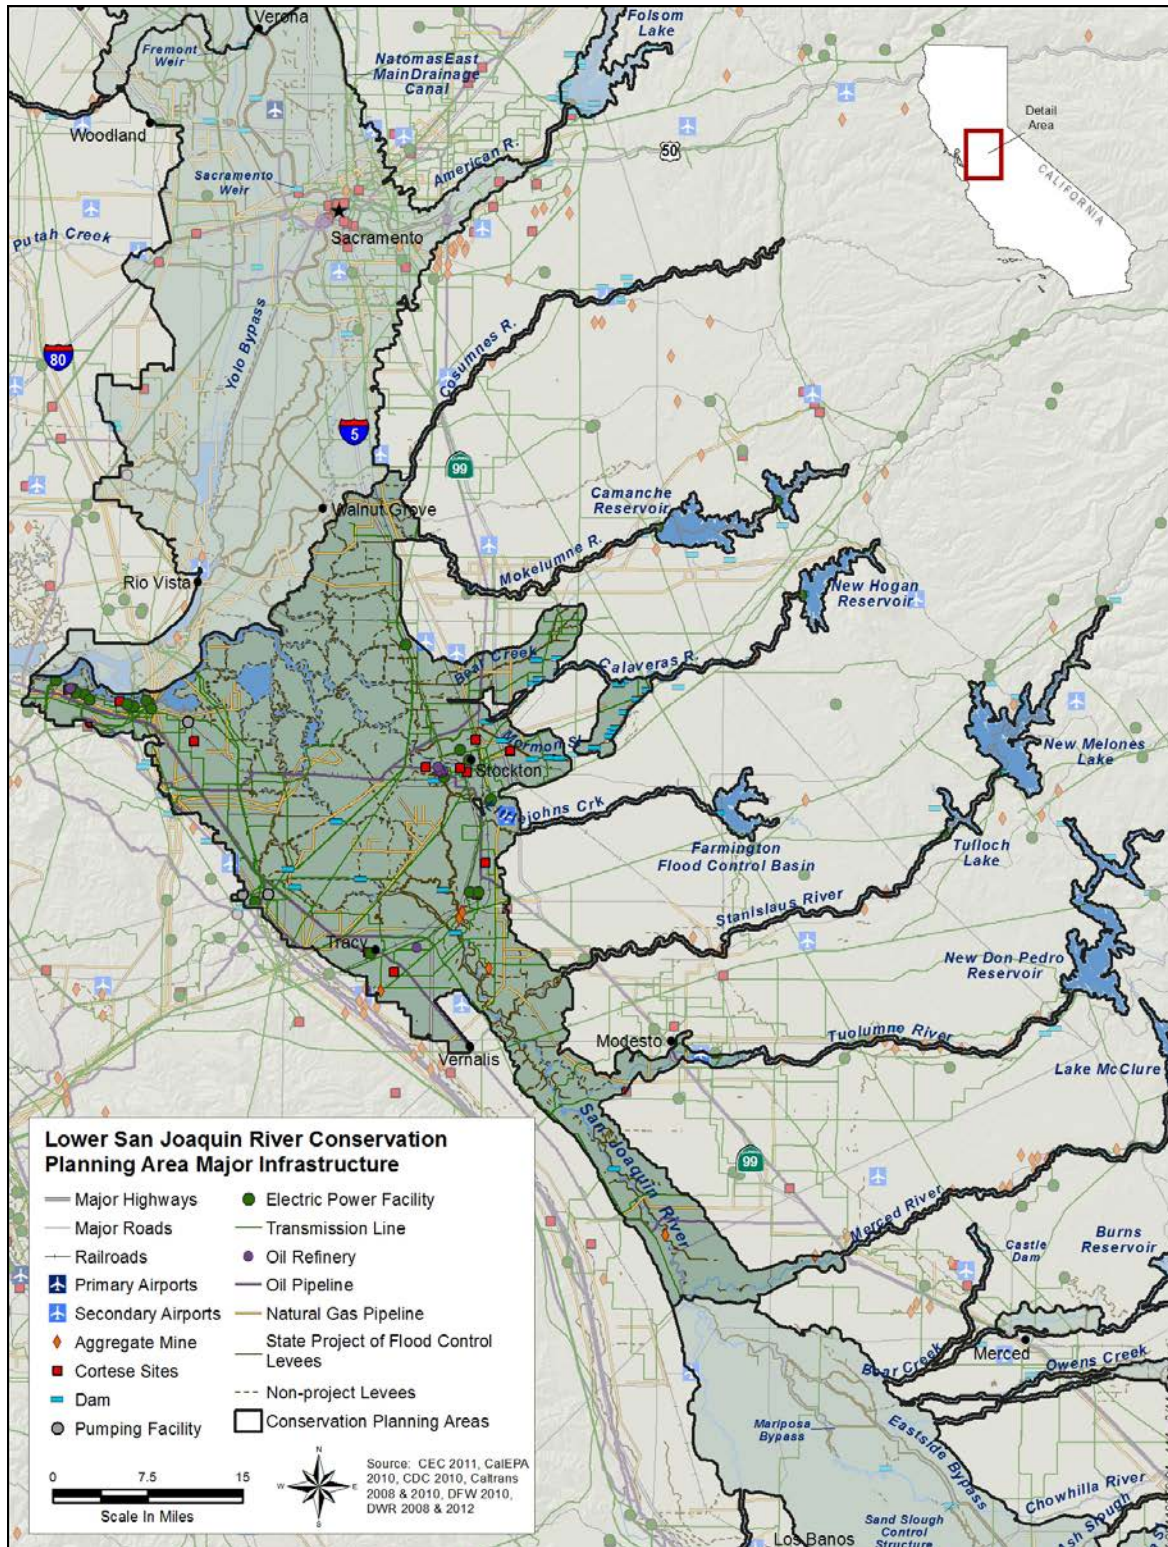 Verona
Folsom
Lake
Fremont
Weir
Natomas East
Main Drainage
Canal
Woodland
Detail
Area
50
American R.
Sacramento
Weir
CALIFORNIA
Sacramento
Putah Creek
Yolo Bypass
80
Cosumnes R.
5
99
Camanche
Reservoir
Walnut Grove
Mokelumne R.
Rio Vista
New Hogan
Reservoir
Bear Creek
Calaveras R.
Mormon Sl.
New Melones
Lake
Stockton
Littlejohns Crk
Farmington
Flood Control Basin
Tulloch
Lake
Stanislaus River
Tracy
New Don Pedro
Reservoir
Tuolumne River
Modesto
Vernalis
Lake McClure
San Joaquin River
99
Merced River
Burns
Reservoir
Castle
Dam
Merced
Bear Creek
Owens Creek
Mariposa
Bypass
Eastside Bypass
Chowhilla River
Ash Slough
Sand Slough
Control
Structure
Los Banos
Lower San Joaquin River Conservation
Planning Area Major Infrastructure
Major Highways
Major Roads
Railroads
Primary Airports
Secondary Airports
Aggregate Mine
Cortese Sites
Dam
Pumping Facility
Electric Power Facility
Transmission Line
Oil Refinery
Oil Pipeline
Natural Gas Pipeline
State Project of Flood Control
Levees
Non-project Levees
Conservation Planning Areas
0 7.5 15
Scale In Miles
N
W E
S
Source: CEC 2011, CalEPA
2010, CDC 2010, Caltrans
2008 & 2010, DFW 2010,
DWR 2008 & 2012